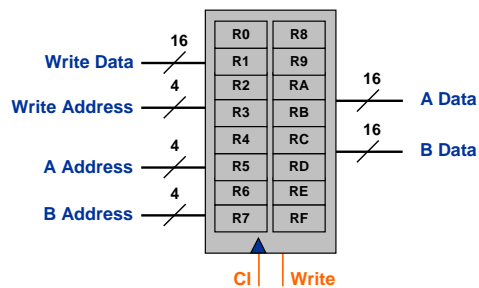 R0 R8
16
Write Data R1 R9
4 R2 RA 16 A Data
Write Address R3 RB
R4 RC 16 B Data
4
A Address R5 RD
4 R6 RE
B Address R7 RF
Cl Write